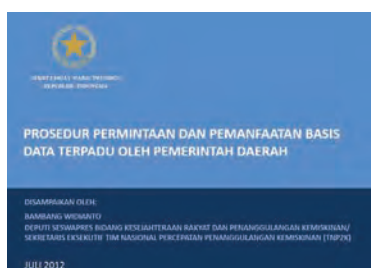 SEKRETARIAT WAKIL PRESIDEN
REPUBLIK INDONESIA
PROSEDUR PERMINTAAN DAN PEMANFAATAN BASIS
DATA TERPADU OLEH PEMERINTAH DAERAH
DISAMPAIKAN OLEH:
BAMBANG WIDIANTO
DEPUTI SESWAPRES BIDANG KESEJAHTERAAN RAKYAT DAN PENANGGULANGAN KEMISKINAN/
SEKRETARIS EKSEKUTIF TIM NASIONAL PERCEPATAN PENANGGULANGAN KEMISKINAN (TNP2K)
JULI 2012